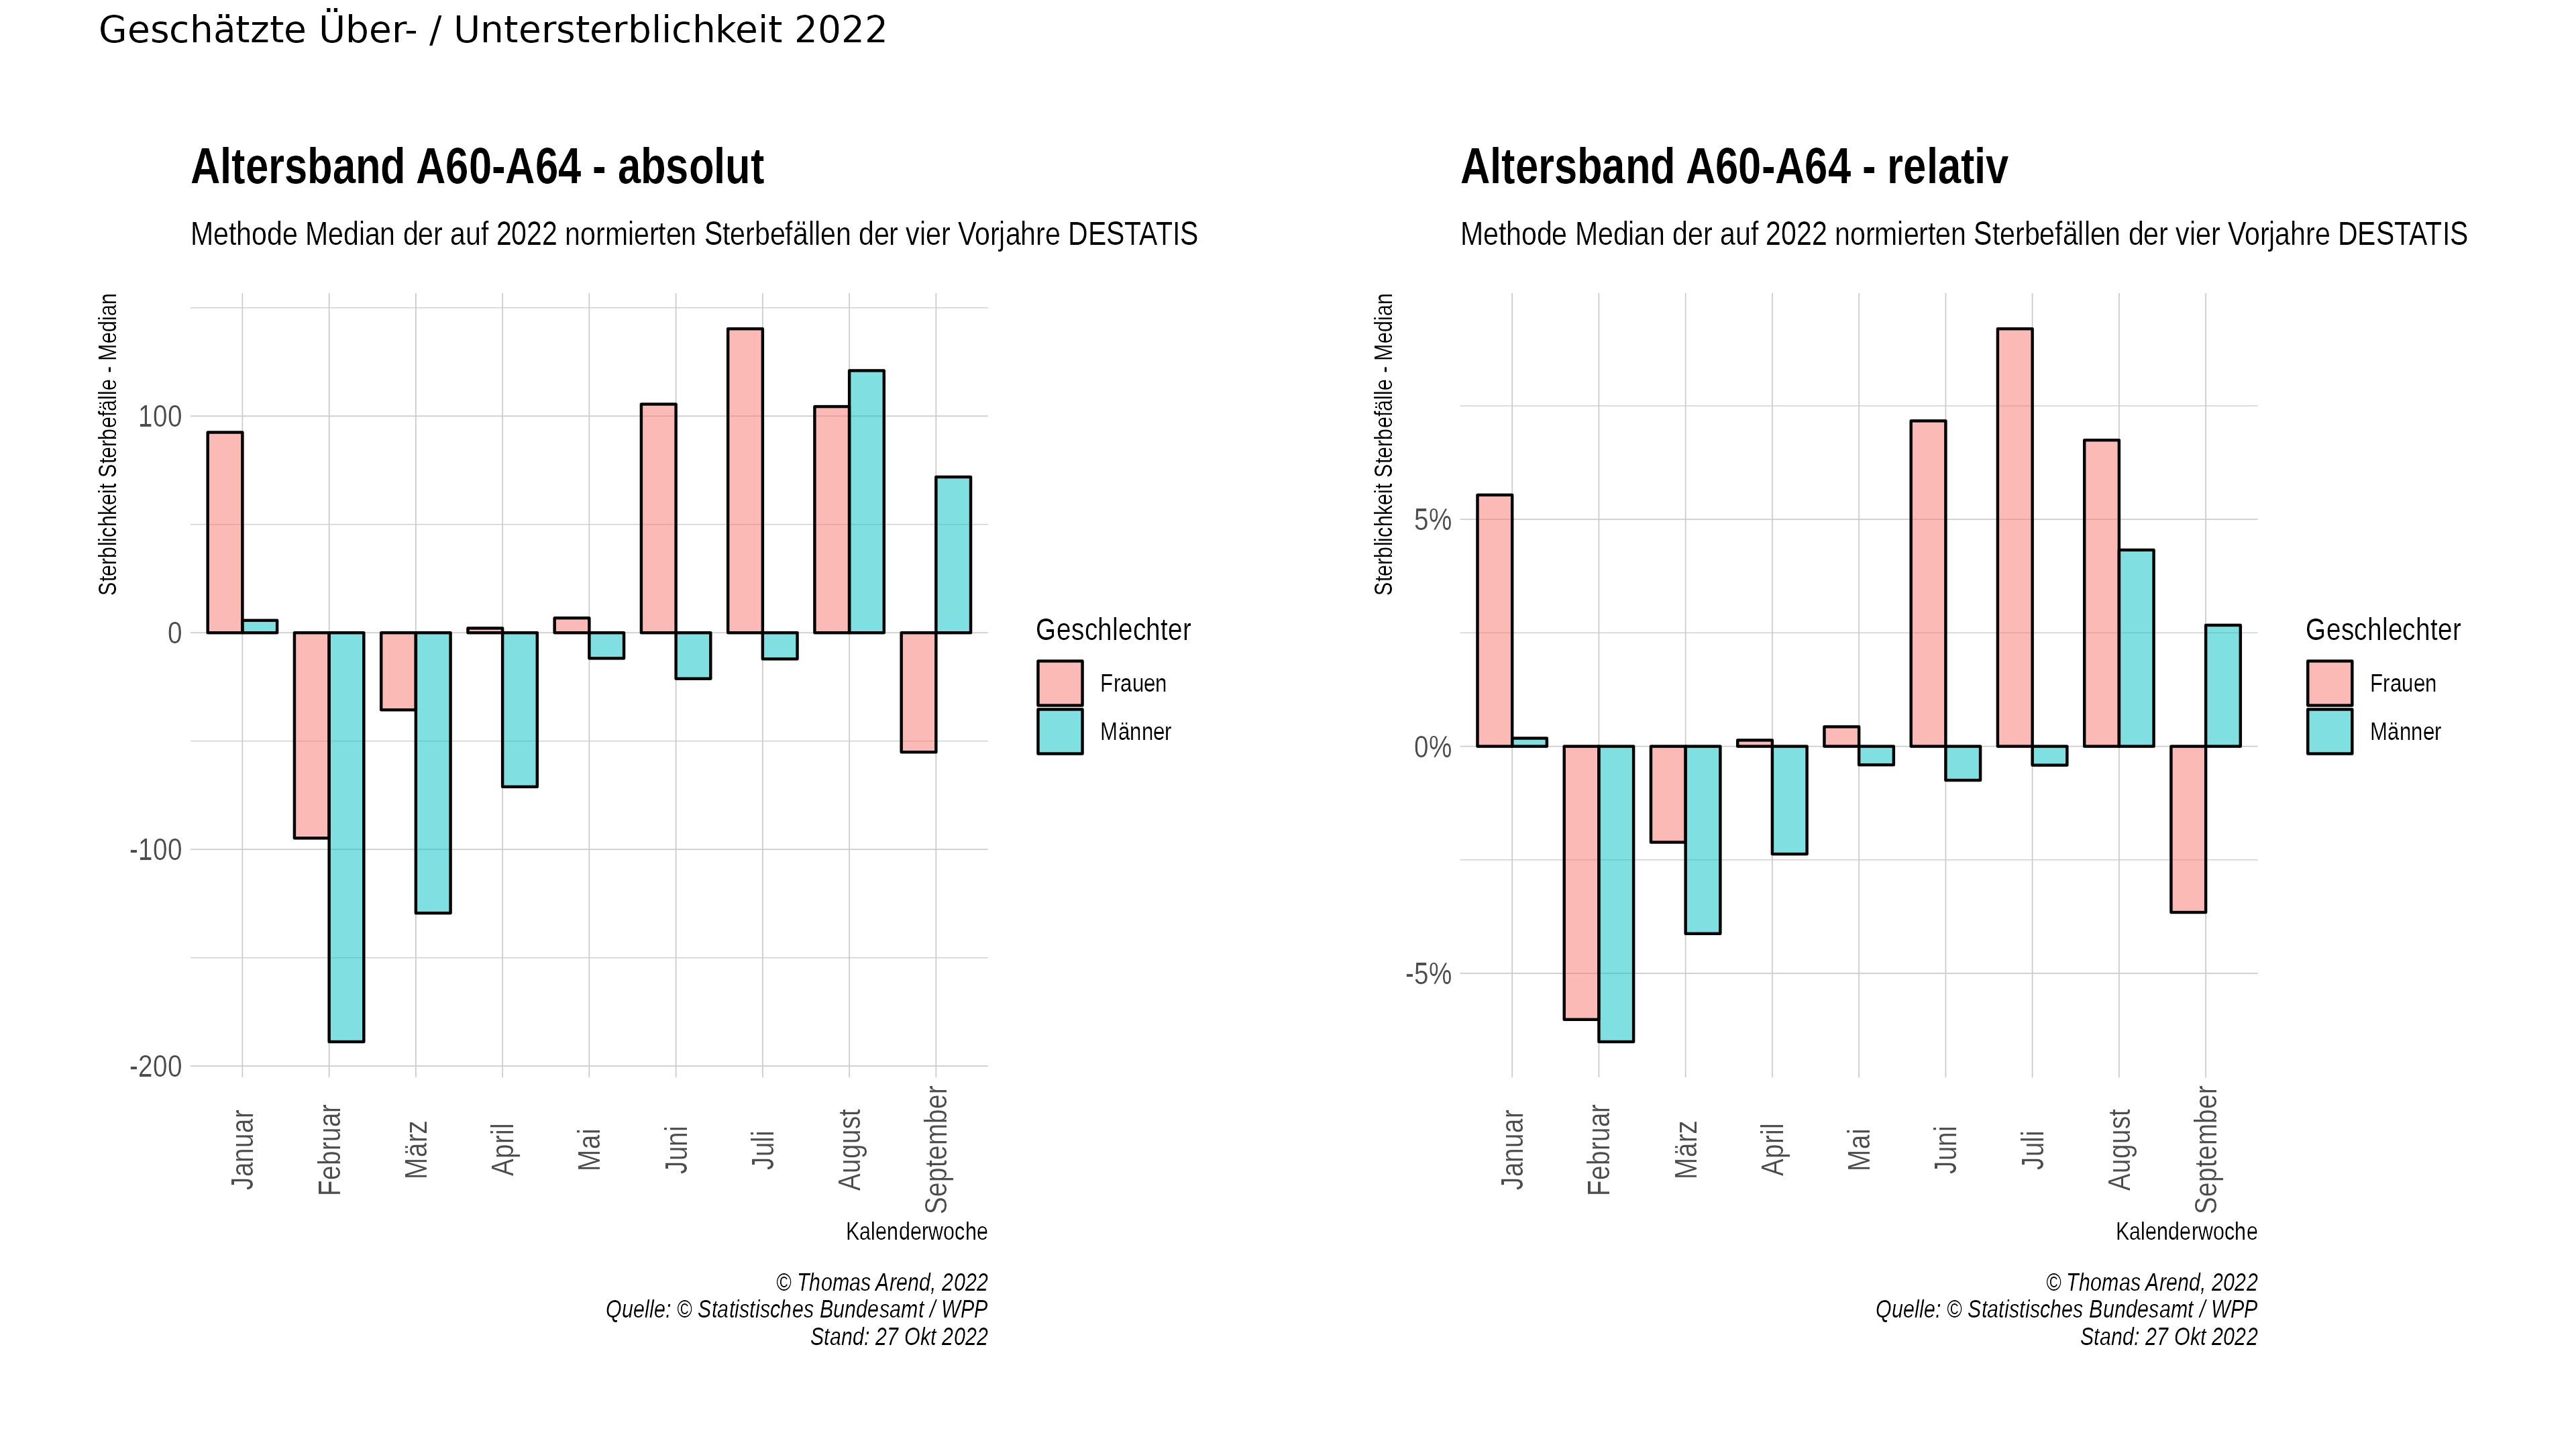 Geschätzte Über- / Untersterblichkeit 2022
Altersband A60-A64 - absolut
Methode Median der auf 2022 normierten Sterbefällen der vier Vorjahre DESTATIS
Sterblichkeit Sterbefälle - Median
100
0
-100
-200
Januar
Februar
März
April
Mai
Juni
Juli
August
September
Kalenderwoche
Geschlechter
Frauen
Männer
© Thomas Arend, 2022
Quelle: © Statistisches Bundesamt / WPP
Stand: 27 Okt 2022
Altersband A60-A64 - relativ
Methode Median der auf 2022 normierten Sterbefällen der vier Vorjahre DESTATIS
Sterblichkeit Sterbefälle - Median
5%
0%
-5%
Januar
Februar
März
April
Mai
Juni
Juli
August
September
Kalenderwoche
Geschlechter
Frauen
Männer
© Thomas Arend, 2022
Quelle: © Statistisches Bundesamt / WPP
Stand: 27 Okt 2022